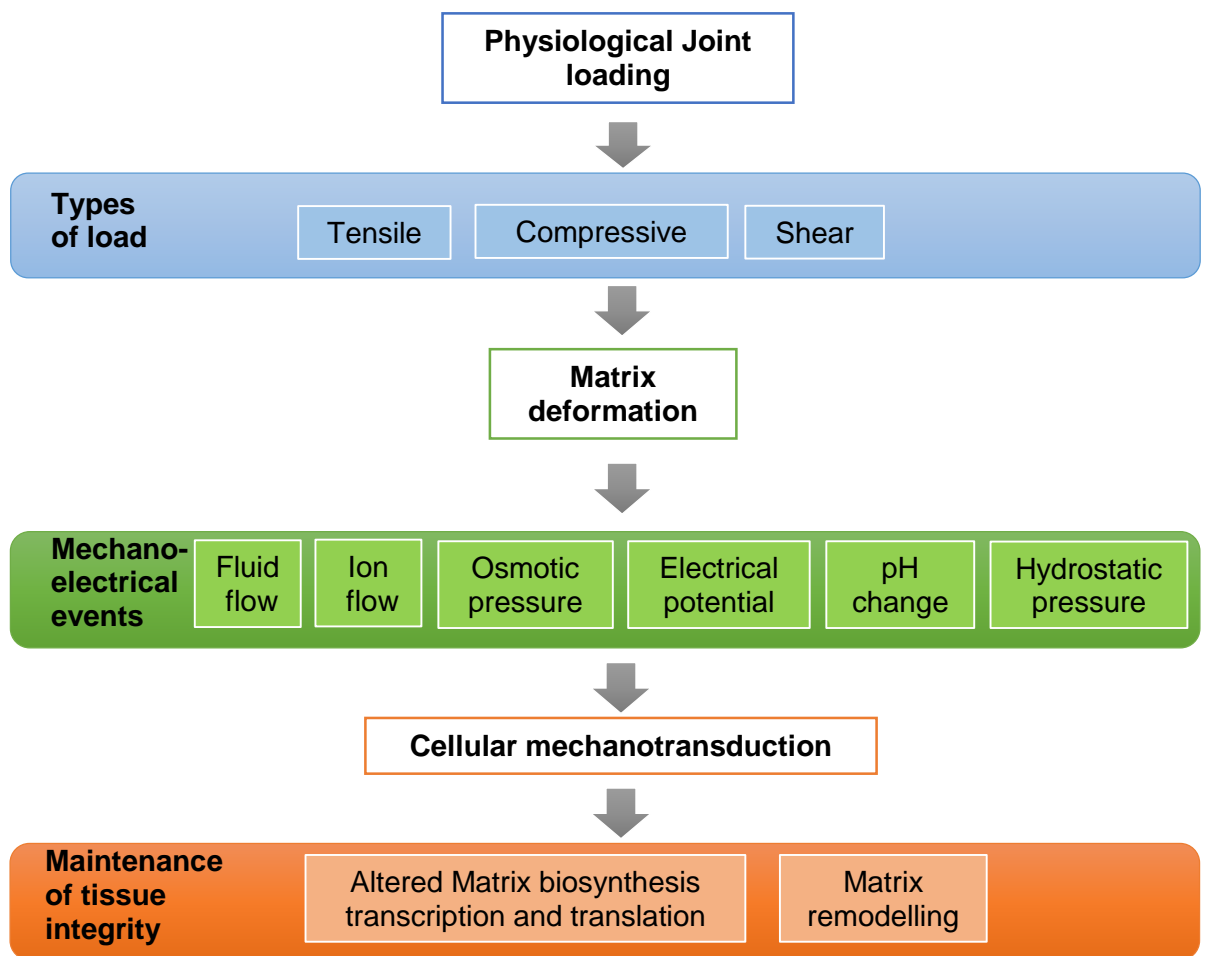 Physiological Joint
loading
Types
of load
Tensile
Compressive
Shear
Matrix
deformation
Mechano-
electrical
events
Fluid
flow
Ion
flow
Osmotic
pressure
Electrical
potential
pH
change
Hydrostatic
pressure
Cellular mechanotransduction
Maintenance
of tissue
integrity
Altered Matrix biosynthesis
transcription and translation
Matrix
remodelling